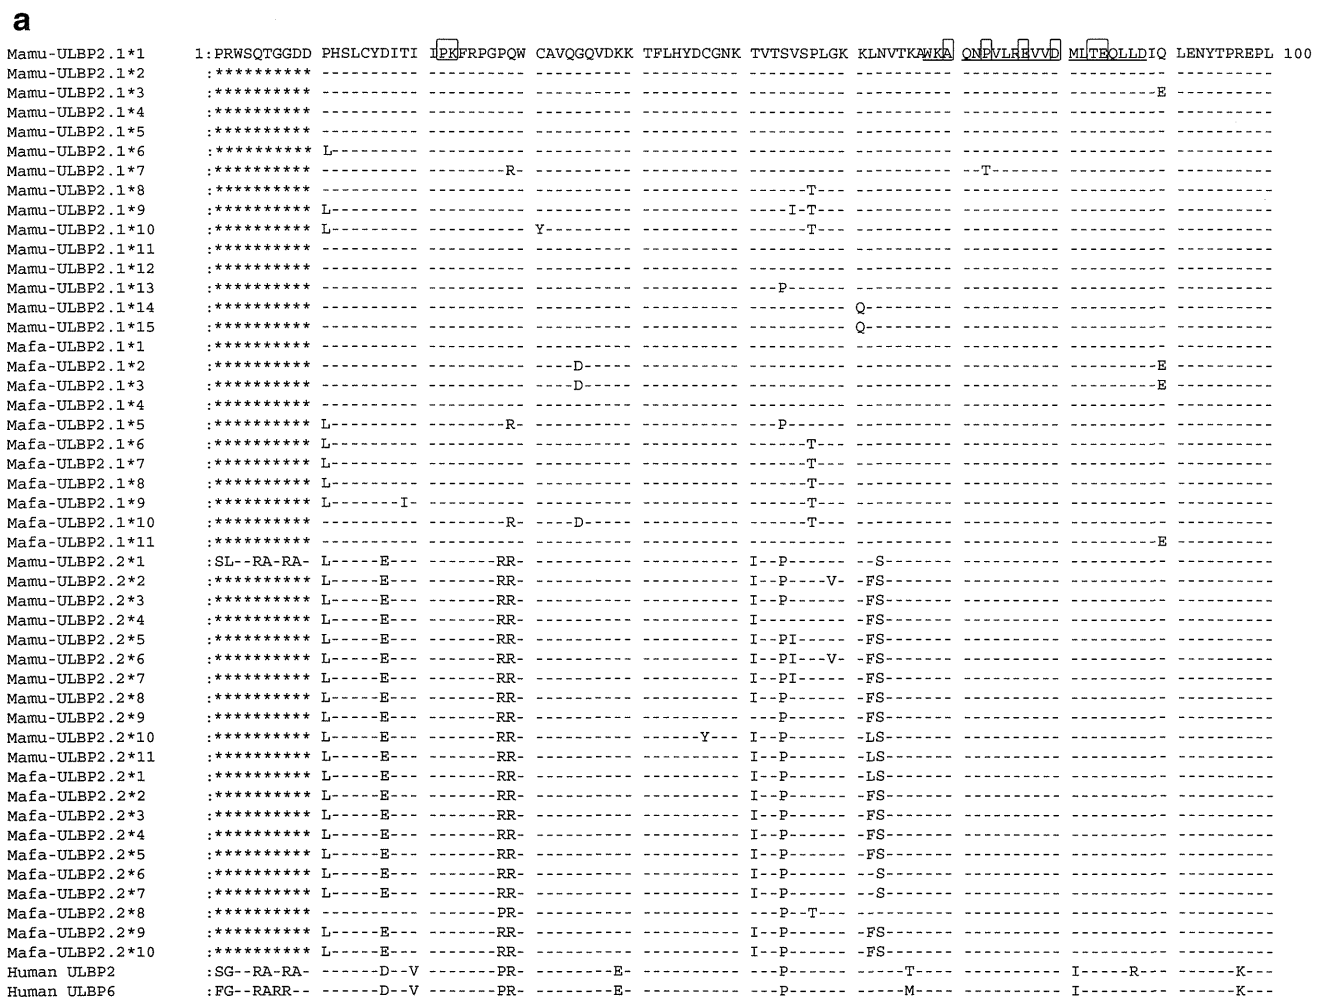 a
Mamu-ULBP2.1*1 1:PRWSQTGGDD PHSLCYDITI IPKFRPGPQW CAVQGQVDKK TFLHYDCGNK TVTSVSPLGK KLNVTKAWKA QNPVLREVVD MLTEQLLDIQ LENYTPREPL 100
Mamu-ULBP2.1*2 :********** ---------- ---------- ---------- ---------- ---------- ---------- ---------- ---------- ----------
Mamu-ULBP2.1*3 :********** ---------- ---------- ---------- ---------- ---------- ---------- ---------- ---------E ----------
Mamu-ULBP2.1*4 :********** ---------- ---------- ---------- ---------- ---------- ---------- ---------- ---------- ----------
Mamu-ULBP2.1*5 :********** ---------- ---------- ---------- ---------- ---------- ---------- ---------- ---------- ----------
Mamu-ULBP2.1*6 :********** L--------- ---------- ---------- ---------- ---------- ---------- ---------- ---------- ----------
Mamu-ULBP2.1*7 :********** ---------- --------R- ---------- ---------- ---------- ---------- --T------- ---------- ----------
Mamu-ULBP2.1*8 :********** ---------- ---------- ---------- ---------- ------T--- ---------- ---------- ---------- ----------
Mamu-ULBP2.1*9 :********** L--------- ---------- ---------- ---------- ----I-T--- ---------- ---------- ---------- ----------
Mamu-ULBP2.1*10 :********** L--------- ---------- Y--------- ---------- ------T--- ---------- ---------- ---------- ----------
Mamu-ULBP2.1*11 :********** ---------- ---------- ---------- ---------- ---------- ---------- ---------- ---------- ----------
Mamu-ULBP2.1*12 :********** ---------- ---------- ---------- ---------- ---------- ---------- ---------- ---------- ----------
Mamu-ULBP2.1*13 :********** ---------- ---------- ---------- ---------- ---P------ ---------- ---------- ---------- ----------
Mamu-ULBP2.1*14 :********** ---------- ---------- ---------- ---------- ---------- Q--------- ---------- ---------- ----------
Mamu-ULBP2.1*15 :********** ---------- ---------- ---------- ---------- ---------- Q--------- ---------- ---------- ----------
Mafa-ULBP2.1*1 :********** ---------- ---------- ---------- ---------- ---------- ---------- ---------- ---------- ----------
Mafa-ULBP2.1*2 :********** ---------- ---------- ----D----- ---------- ---------- ---------- ---------- ---------E ----------
Mafa-ULBP2.1*3 :********** ---------- ---------- ----D----- ---------- ---------- ---------- ---------- ---------E ----------
Mafa-ULBP2.1*4 :********** ---------- ---------- ---------- ---------- ---------- ---------- ---------- ---------- ----------
Mafa-ULBP2.1*5 :********** L--------- --------R- ---------- ---------- ---P------ ---------- ---------- ---------- ----------
Mafa-ULBP2.1*6 :********** L--------- ---------- ---------- ---------- ------T--- ---------- ---------- ---------- ----------
Mafa-ULBP2.1*7 :********** L--------- ---------- ---------- ---------- ------T--- ---------- ---------- ---------- ----------
Mafa-ULBP2.1*8 :********** L--------- ---------- ---------- ---------- ------T--- ---------- ---------- ---------- ----------
Mafa-ULBP2.1*9 :********** L-------I- ---------- ---------- ---------- ------T--- ---------- ---------- ---------- ----------
Mafa-ULBP2.1*10 :********** ---------- --------R- ----D----- ---------- ------T--- ---------- ---------- ---------- ----------
Mafa-ULBP2.1*11 :********** ---------- ---------- ---------- ---------- ---------- ---------- ---------- ---------E ----------
Mamu-ULBP2.2*1 :SL--RA-RA- L-----E--- -------RR- ---------- ---------- I--P------ --S------- ---------- ---------- ----------
Mamu-ULBP2.2*2 :********** L-----E--- -------RR- ---------- ---------- I--P----V- -FS------- ---------- ---------- ----------
Mamu-ULBP2.2*3 :********** L-----E--- -------RR- ---------- ---------- I--P------ -FS------- ---------- ---------- ----------
Mamu-ULBP2.2*4 :********** L-----E--- -------RR- ---------- ---------- I--------- -FS------- ---------- ---------- ----------
Mamu-ULBP2.2*5 :********** L-----E--- -------RR- ---------- ---------- I--PI----- -FS------- ---------- ---------- ----------
Mamu-ULBP2.2*6 :********** L-----E--- -------RR- ---------- ---------- I--PI---V- -FS------- ---------- ---------- ----------
Mamu-ULBP2.2*7 :********** L-----E--- -------RR- ---------- ---------- I--PI----- -FS------- ---------- ---------- ----------
Mamu-ULBP2.2*8 :********** L-----E--- -------RR- ---------- ---------- I--P------ -FS------- ---------- ---------- ----------
Mamu-ULBP2.2*9 :********** L-----E--- -------RR- ---------- ---------- ---P------ -FS------- ---------- ---------- ----------
Mamu-ULBP2.2*10 :********** L-----E--- -------RR- ---------- ------Y--- I--P------ -LS------- ---------- ---------- ----------
Mamu-ULBP2.2*11 :********** L-----E--- -------RR- ---------- ---------- I--P------ -LS------- ---------- ---------- ----------
Mafa-ULBP2.2*1 :********** L-----E--- -------RR- ---------- ---------- I--P------ -LS------- ---------- ---------- ----------
Mafa-ULBP2.2*2 :********** L-----E--- -------RR- ---------- ---------- I--P------ -FS------- ---------- ---------- ----------
Mafa-ULBP2.2*3 :********** L-----E--- -------RR- ---------- ---------- I--P------ -FS------- ---------- ---------- ----------
Mafa-ULBP2.2*4 :********** L-----E--- -------RR- ---------- ---------- I--P------ -FS------- ---------- ---------- ----------
Mafa-ULBP2.2*5 :********** L-----E--- -------RR- ---------- ---------- I--P------ -FS------- ---------- ---------- ----------
Mafa-ULBP2.2*6 :********** L-----E--- -------RR- ---------- ---------- I--P------ --S------- ---------- ---------- ----------
Mafa-ULBP2.2*7 :********** L-----E--- -------RR- ---------- ---------- I--P------ --S------- ---------- ---------- ----------
Mafa-ULBP2.2*8 :********** ---------- -------PR- ---------- ---------- ---P--T--- ---------- ---------- ---------- ----------
Mafa-ULBP2.2*9 :********** L-----E--- -------RR- ---------- ---------- ---P------ -FS------- ---------- ---------- ----------
Mafa-ULBP2.2*10 :********** L-----E--- -------RR- ---------- ---------- ---P------ -FS------- ---------- ---------- ----------
Human ULBP2 :SG--RA-RA- ------D--V -------PR- --------E- ---------- ---P------ -----T---- ---------- I-----R--- ------K---
Human ULBP6 :FG--RARR-- ------D--V -------PR- --------E- ---------- ---P------ -----M---- ---------- I--------- ------K---